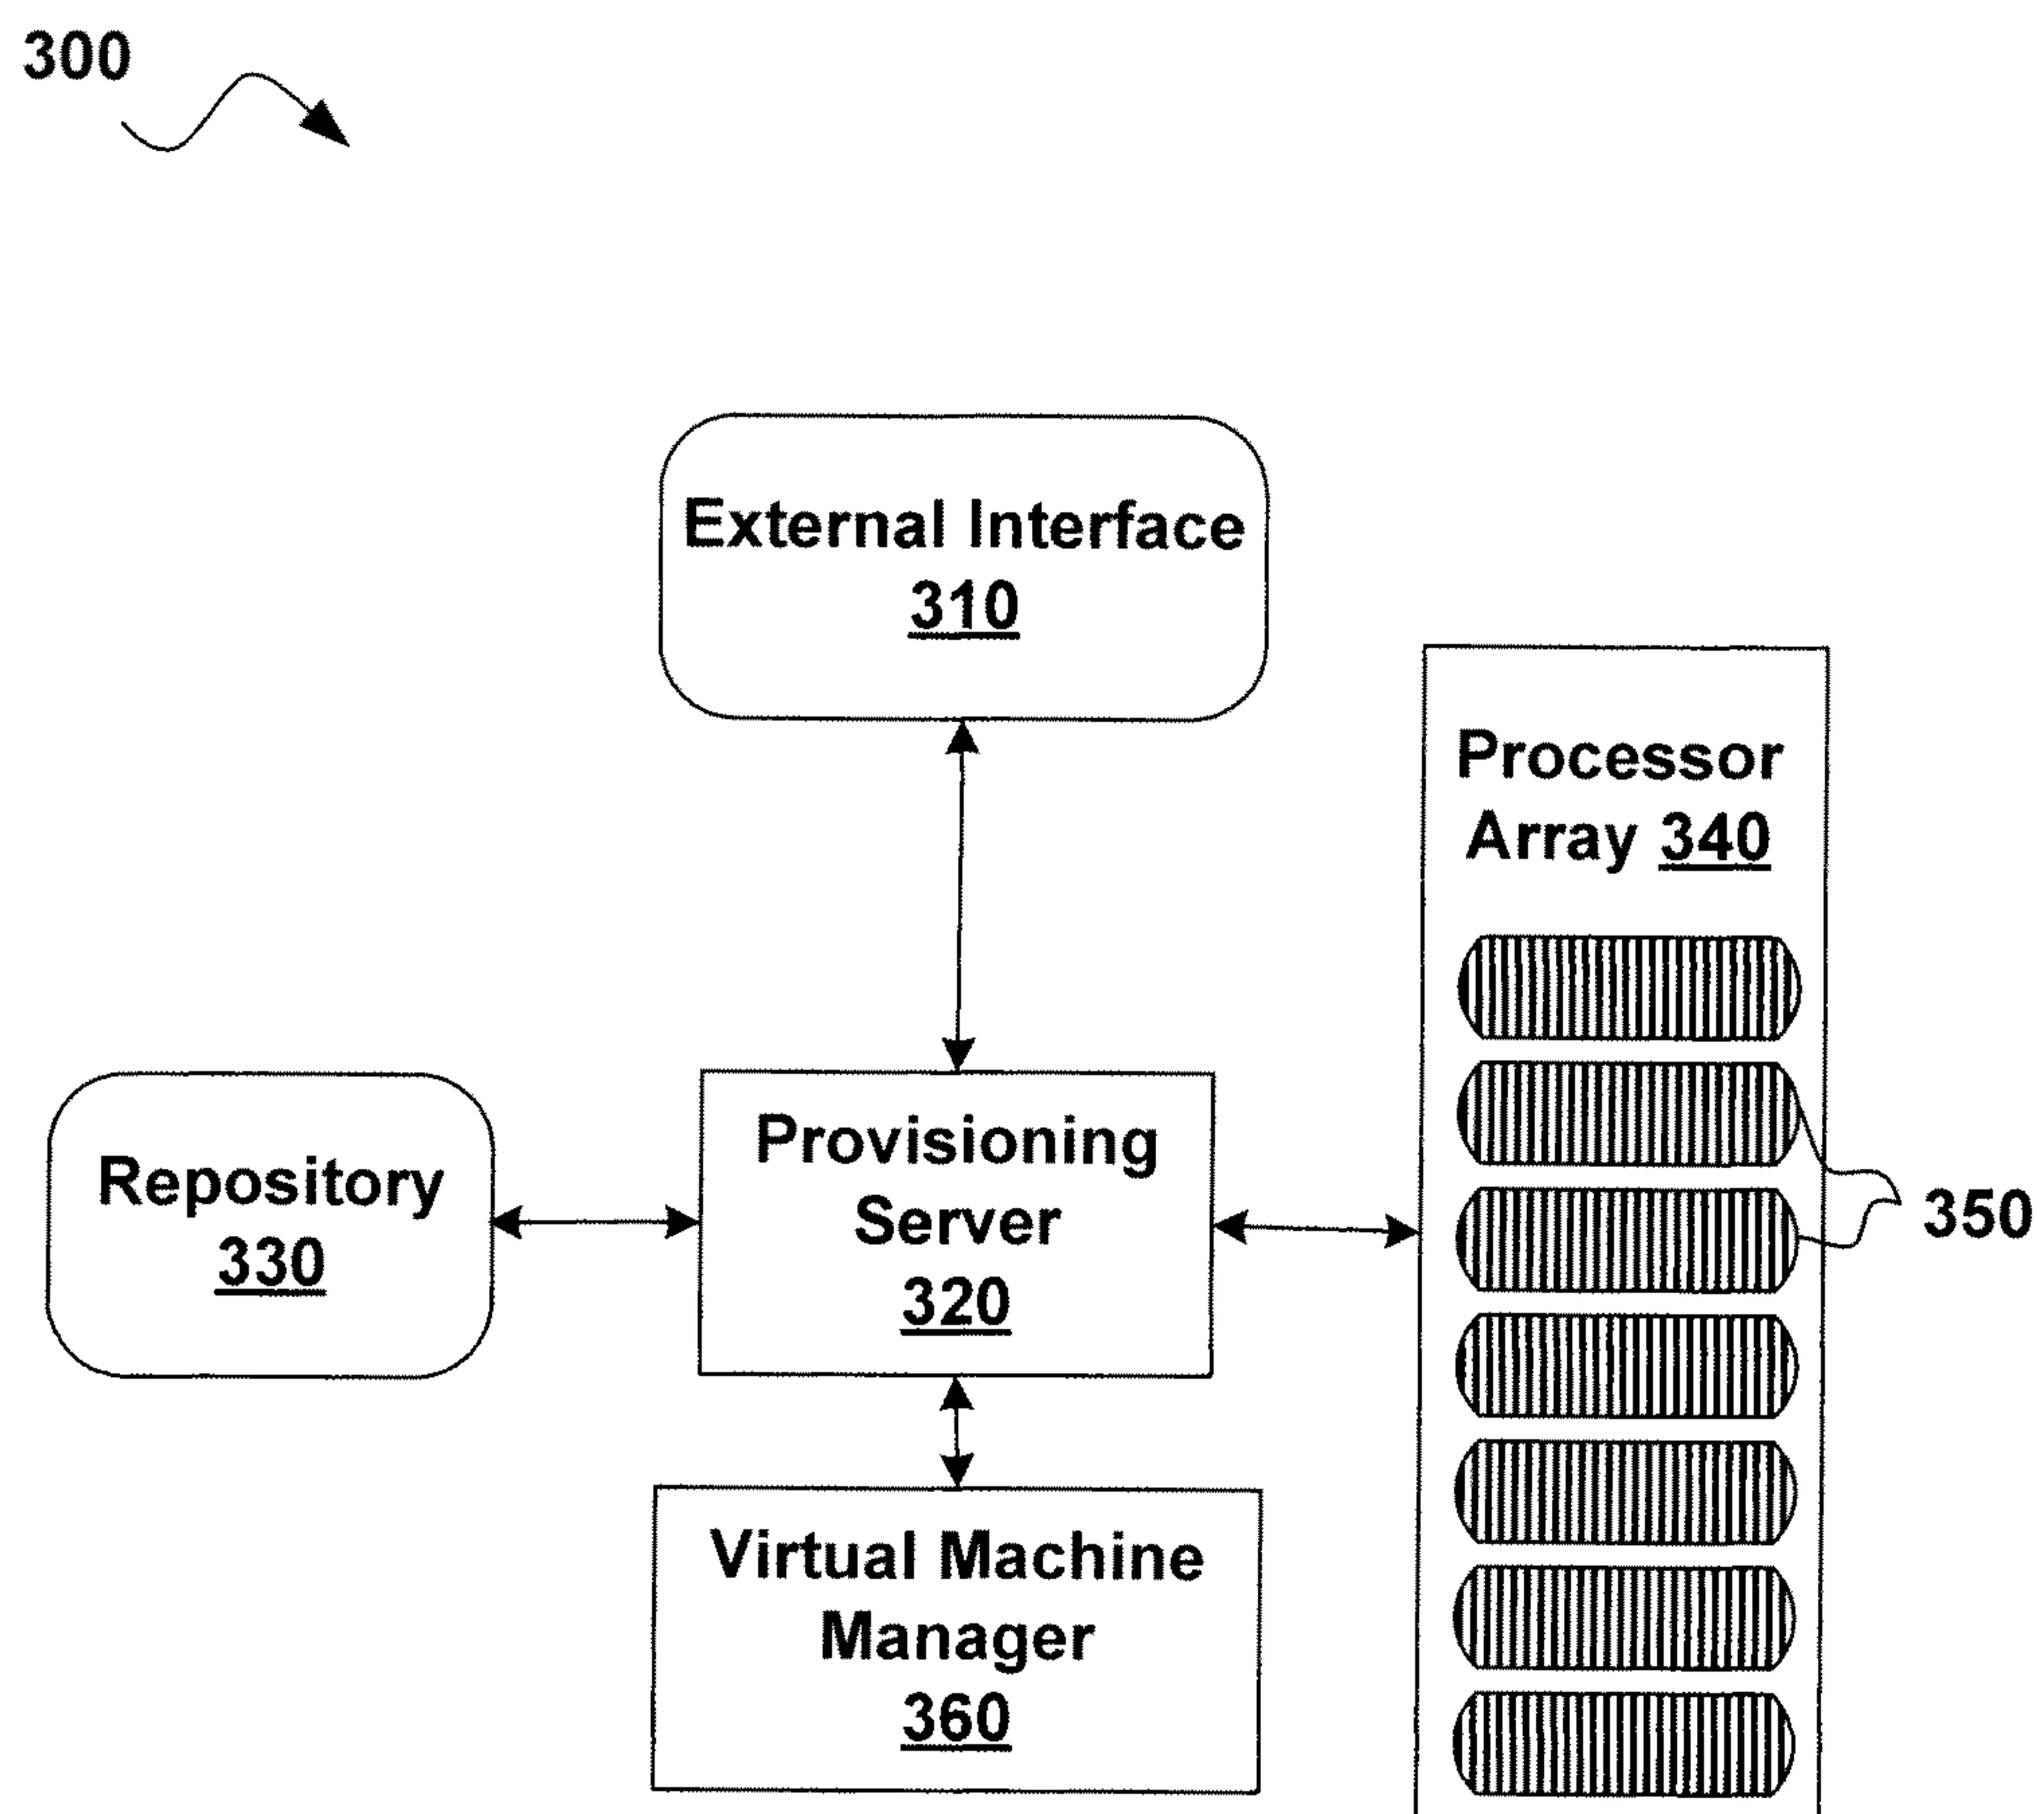 300
External Interface
310
Processor
Array 340
Repository
330
Provisioning
Server
320
350
Virtual Machine
Manager
360